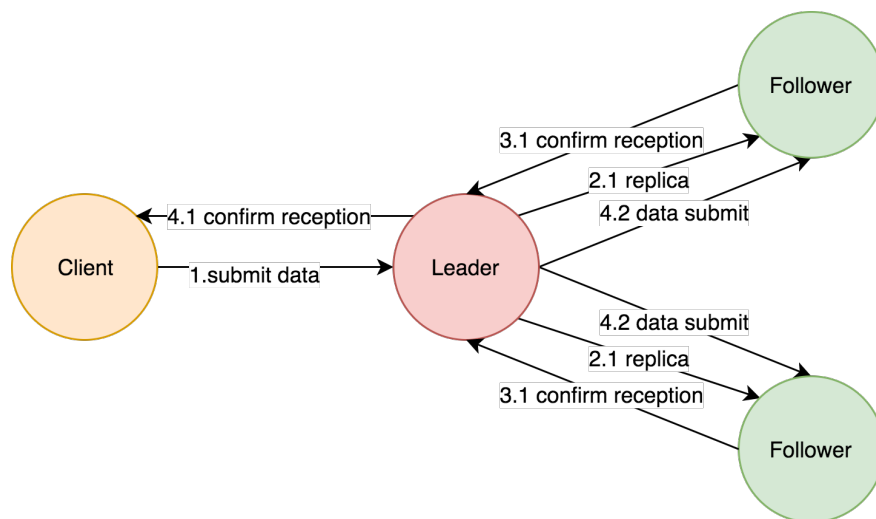 Follower
3.1 confirm reception
2.1 replica
4.2 data submit
4.1 confirm reception
Client
1.submit data
Leader
4.2 data submit
2.1 replica
3.1 confirm reception
Follower